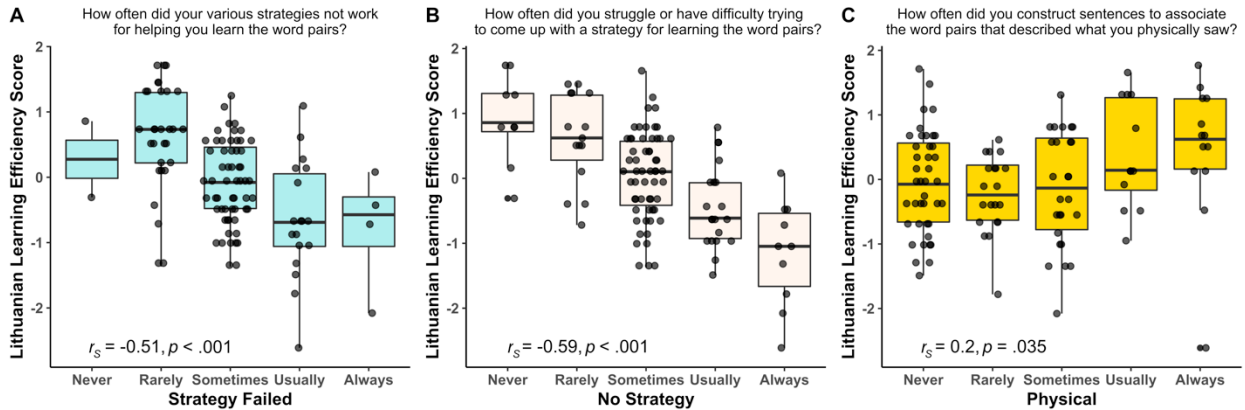 A
How often did your various strategies not work
for helping you learn the word pairs?
Lithuanian Learning Efficiency Score
2
1
0
-1
-2
rS = -0.51, p < .001
Never Rarely Sometimes Usually Always
Strategy Failed
B
How often did you struggle or have difficulty trying
to come up with a strategy for learning the word pairs?
Lithuanian Learning Efficiency Score
2
1
0
-1
-2
rS = -0.59, p < .001
Never Rarely Sometimes Usually Always
No Strategy
C
How often did you construct sentences to associate
the word pairs that described what you physically saw?
Lithuanian Learning Efficiency Score
2
1
0
-1
-2
rS = 0.2, p = .035
Never Rarely Sometimes Usually Always
Physical